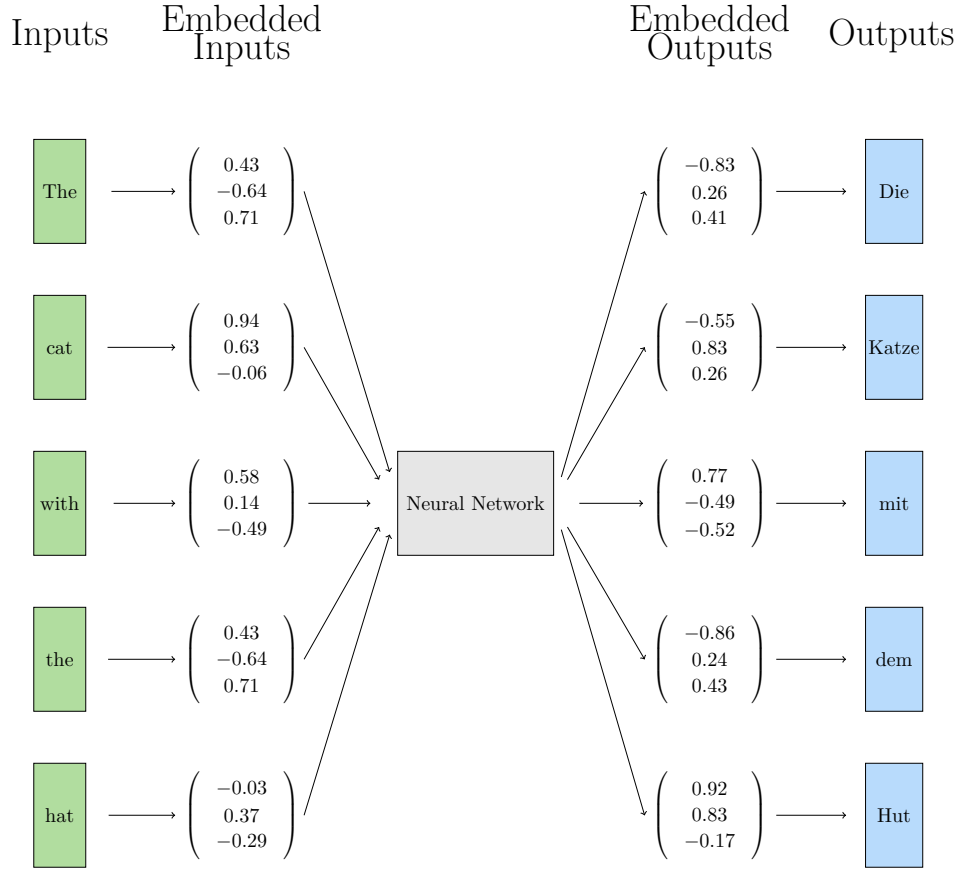 Inputs
Embedded
Inputs
Embedded
Outputs
Outputs
The
0.43
−0.64
0.71
−0.83
0.26
0.41
Die
cat
0.94
0.63
−0.06
−0.55
0.83
0.26
Katze
with
0.58
0.14
−0.49
Neural Network
0.77
−0.49
−0.52
mit
the
0.43
−0.64
0.71
−0.86
0.24
0.43
dem
hat
−0.03
0.37
−0.29
0.92
0.83
−0.17
Hut